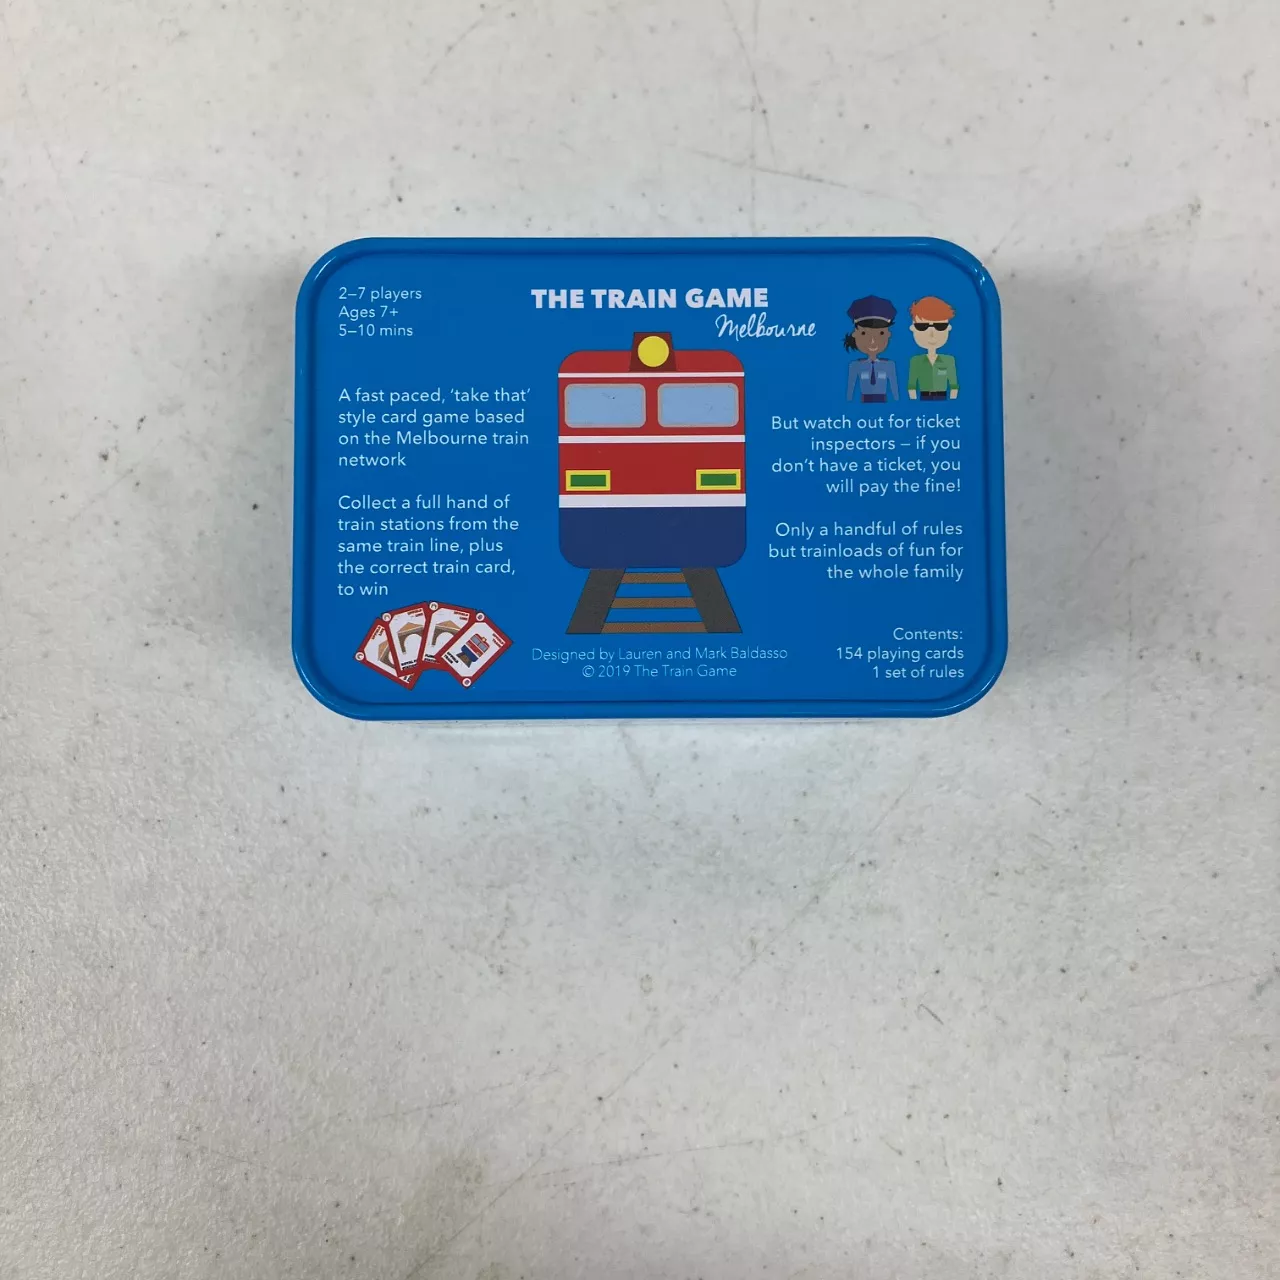 2–7 players
Ages 7+
5–10 mins
THE TRAIN GAME
Melbourne
A fast paced, ‘take that’
style card game based
on the Melbourne train
network
Collect a full hand of
train stations from the
same train line, plus
the correct train card,
to win
But watch out for ticket
inspectors – if you
don’t have a ticket, you
will pay the fine!
Only a handful of rules
but trainloads of fun for
the whole family
Designed by Lauren and Mark Baldasso
© 2019 The Train Game
Contents:
154 playing cards
1 set of rules